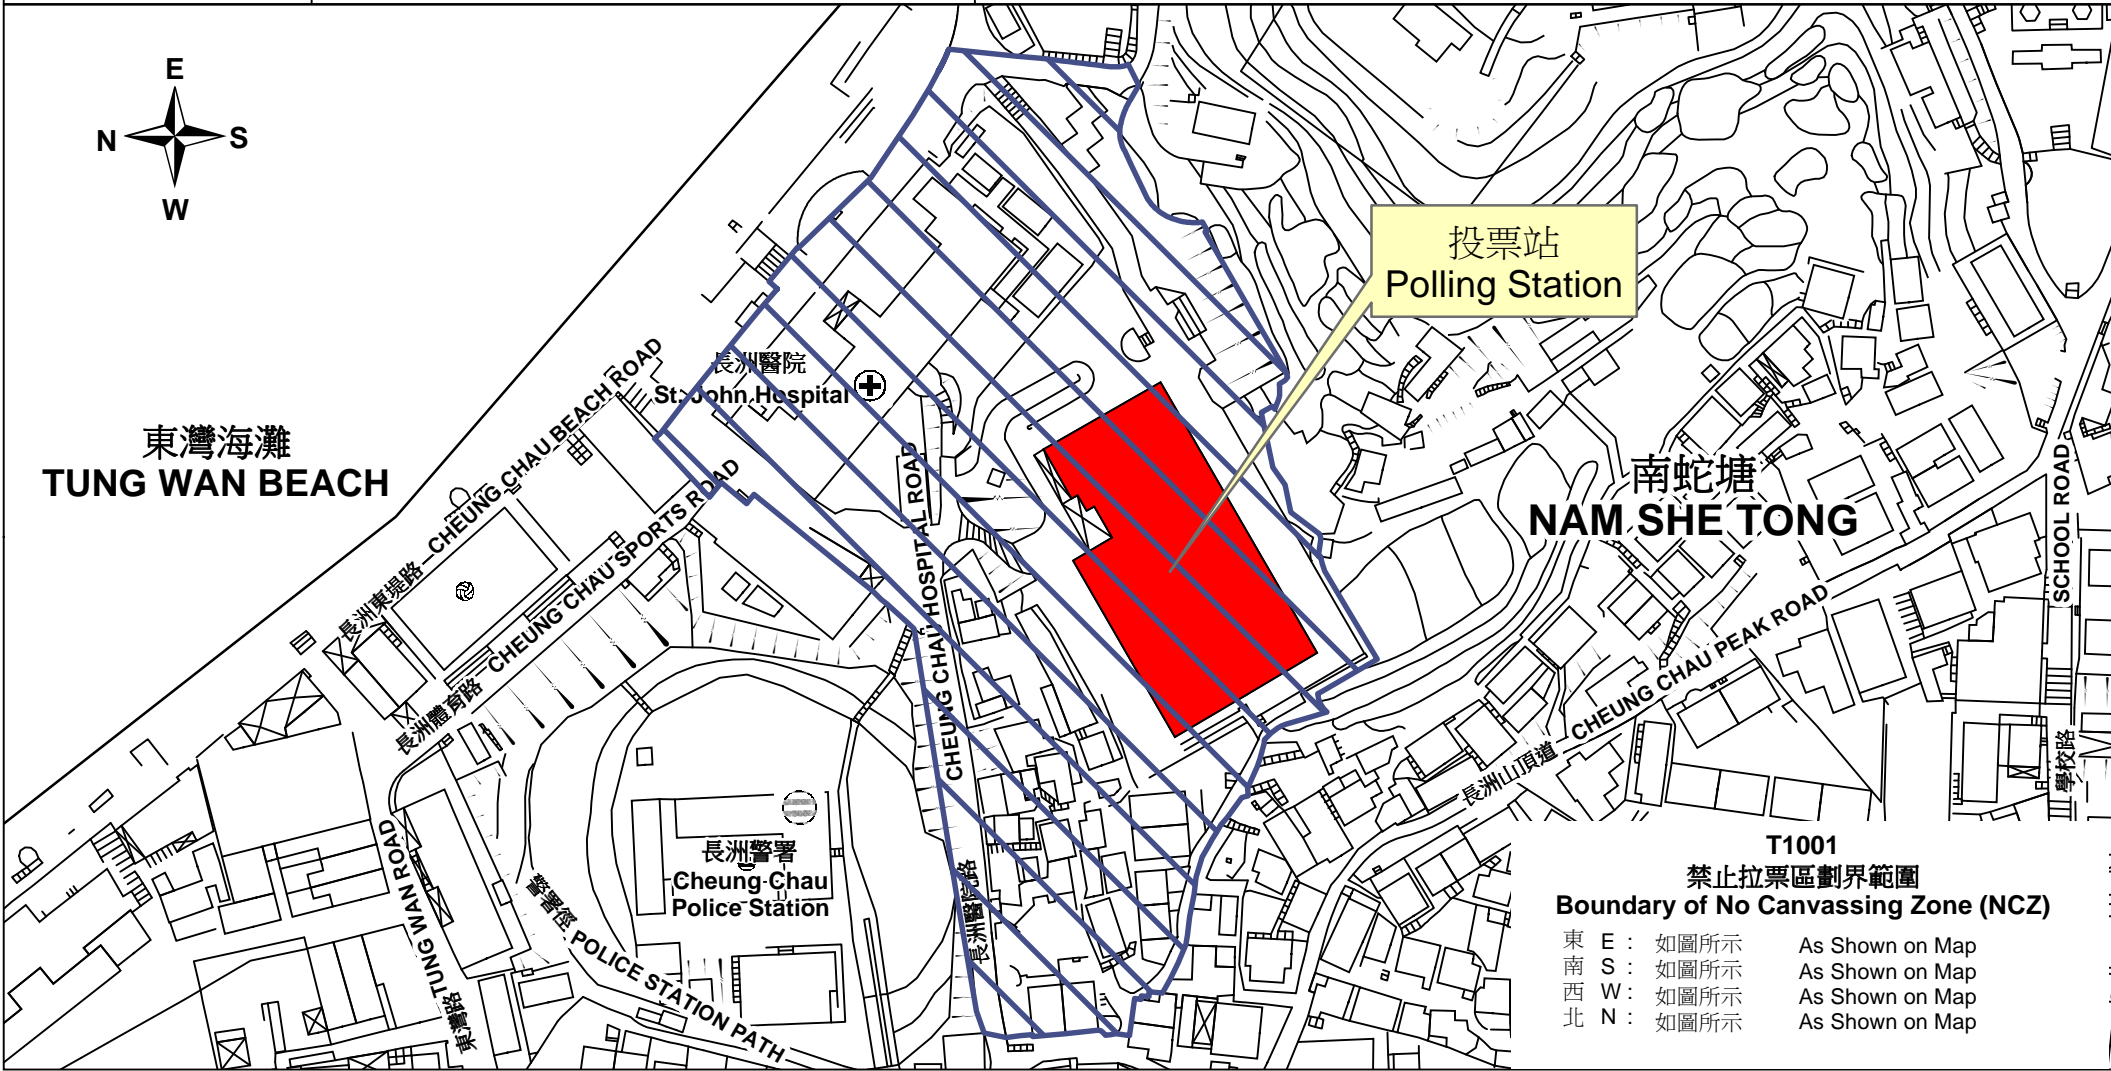 E
N
S
W
投票站
Polling Station
長洲醫院
St. John Hospital
東灣海灘
TUNG WAN BEACH
長洲東堤路 CHEUNG CHAU BEACH ROAD
長洲體育路 CHEUNG CHAU SPORTS ROAD
CHEUNG CHAU HOSPITAL ROAD
長洲醫院路
南蛇塘
NAM SHE TONG
長洲山頂道 CHEUNG CHAU PEAK ROAD
SCHOOL ROAD
學校路
長洲警署
Cheung Chau
Police Station
警署徑 POLICE STATION PATH
東灣路 TUNG WAN ROAD
T1001
禁止拉票區劃界範圍
Boundary of No Canvassing Zone (NCZ)
東 E : 如圖所示 As Shown on Map
南 S : 如圖所示 As Shown on Map
西 W : 如圖所示 As Shown on Map
北 N : 如圖所示 As Shown on Map